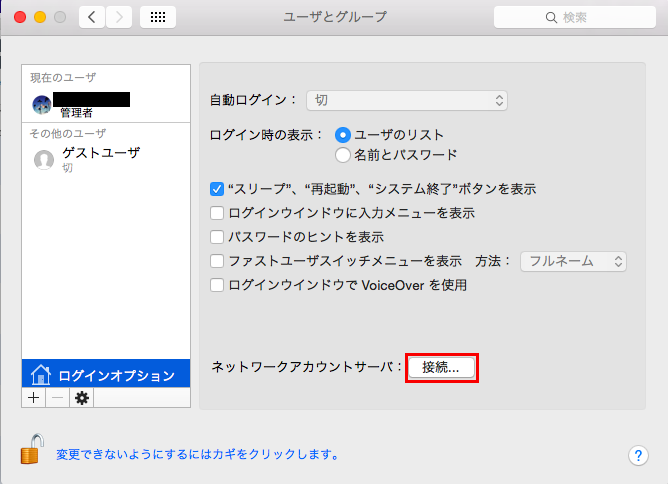 ユーザとグループ
検索
現在のユーザ
管理者
その他のユーザ
ゲストユーザ
切
ログインオプション
自動ログイン： 切
ログイン時の表示： ユーザのリスト
名前とパスワード
“スリープ”、“再起動”、“システム終了”ボタンを表示
ログインウインドウに入力メニューを表示
パスワードのヒントを表示
ファストユーザスイッチメニューを表示 方法： フルネーム
ログインウインドウで VoiceOver を使用
ネットワークアカウントサーバ： 接続...
変更できないようにするにはカギをクリックします。
?